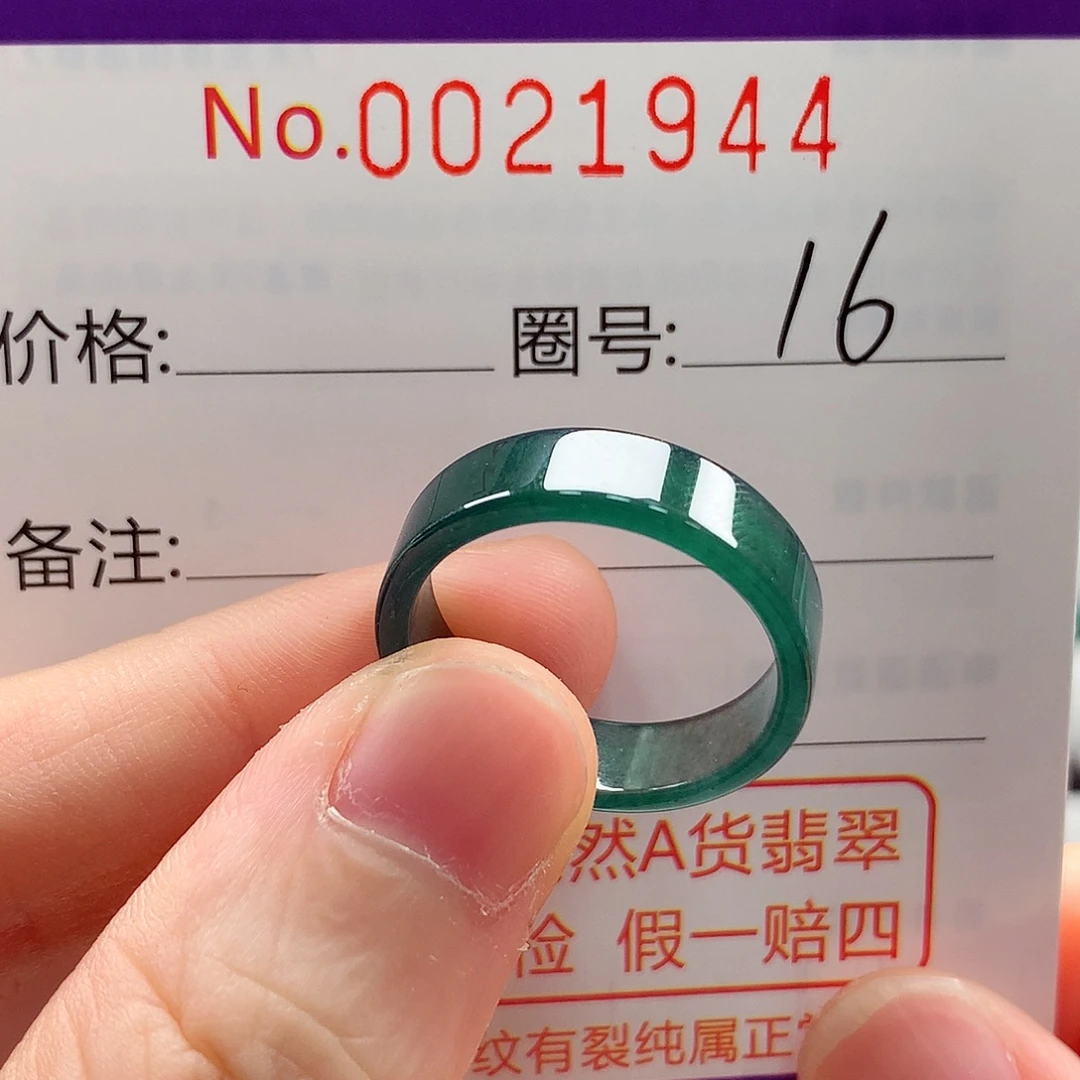 No.0021944
价格: 圈号: 16
备注:
然A货翡翠
检 假一赔四
纹有裂纯属正常